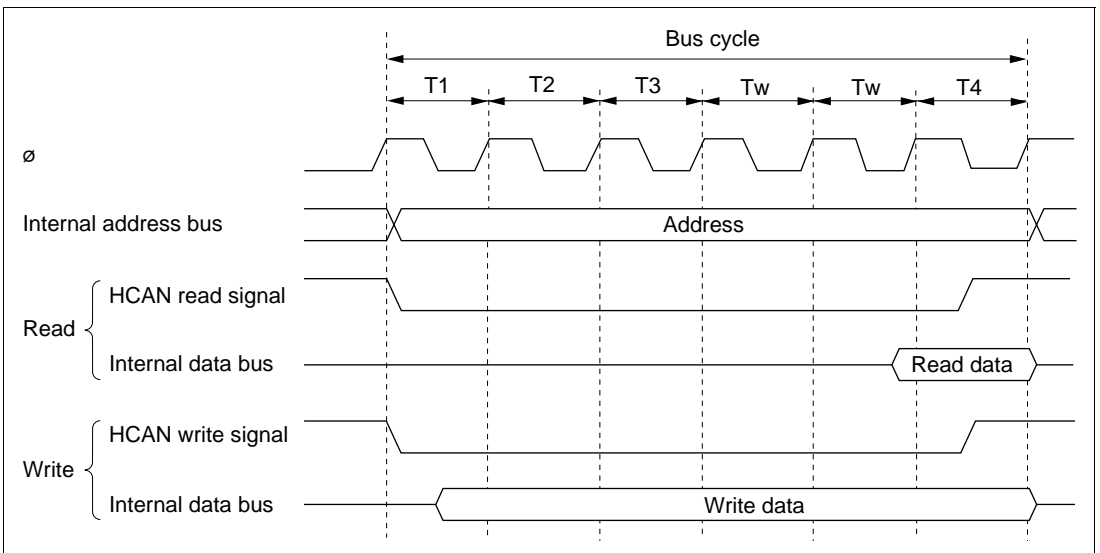 Bus cycle
T1 T2 T3 Tw Tw T4
ø
Internal address bus Address
HCAN read signal
Read
Internal data bus Read data
HCAN write signal
Write
Internal data bus Write data